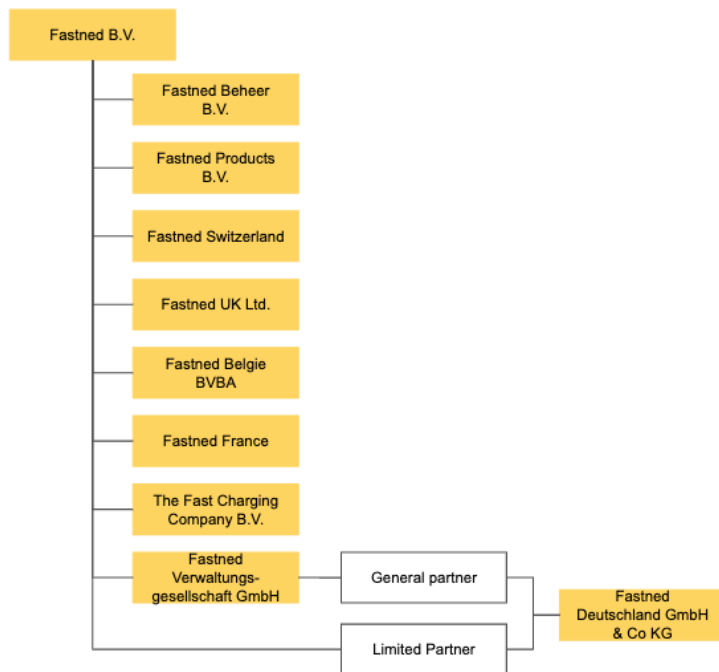 Fastned B.V.
Fastned Beheer
B.V.
Fastned Products
B.V.
Fastned Switzerland
Fastned UK Ltd.
Fastned Belgie
BVBA
Fastned France
The Fast Charging
Company B.V.
Fastned
Verwaltungs-
gesellschaft GmbH
General partner
Limited Partner
Fastned
Deutschland GmbH
& Co KG